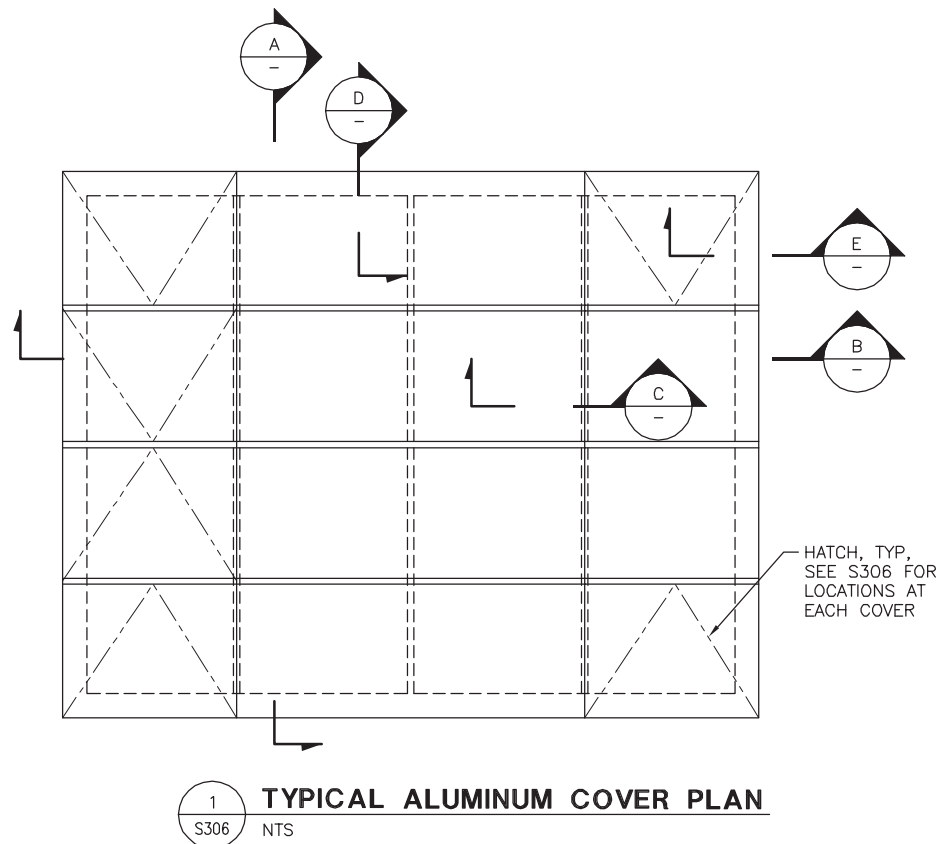 A
–
D
–
E
–
B
–
C
–
HATCH, TYP,
SEE S306 FOR
LOCATIONS AT
EACH COVER
1
S306
TYPICAL ALUMINUM COVER PLAN
NTS